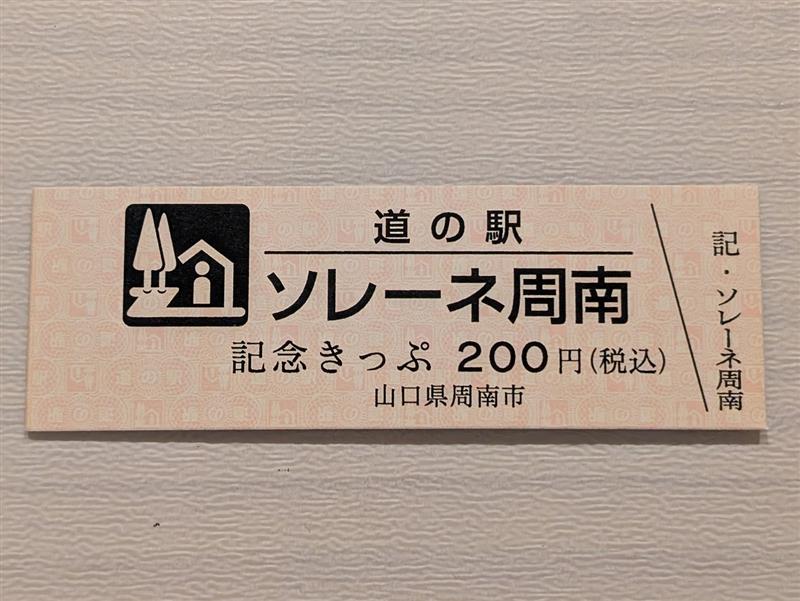 道の駅
ソレーネ周南
記念きっぷ 200円(税込)
山口県周南市
記・ソレーネ周南